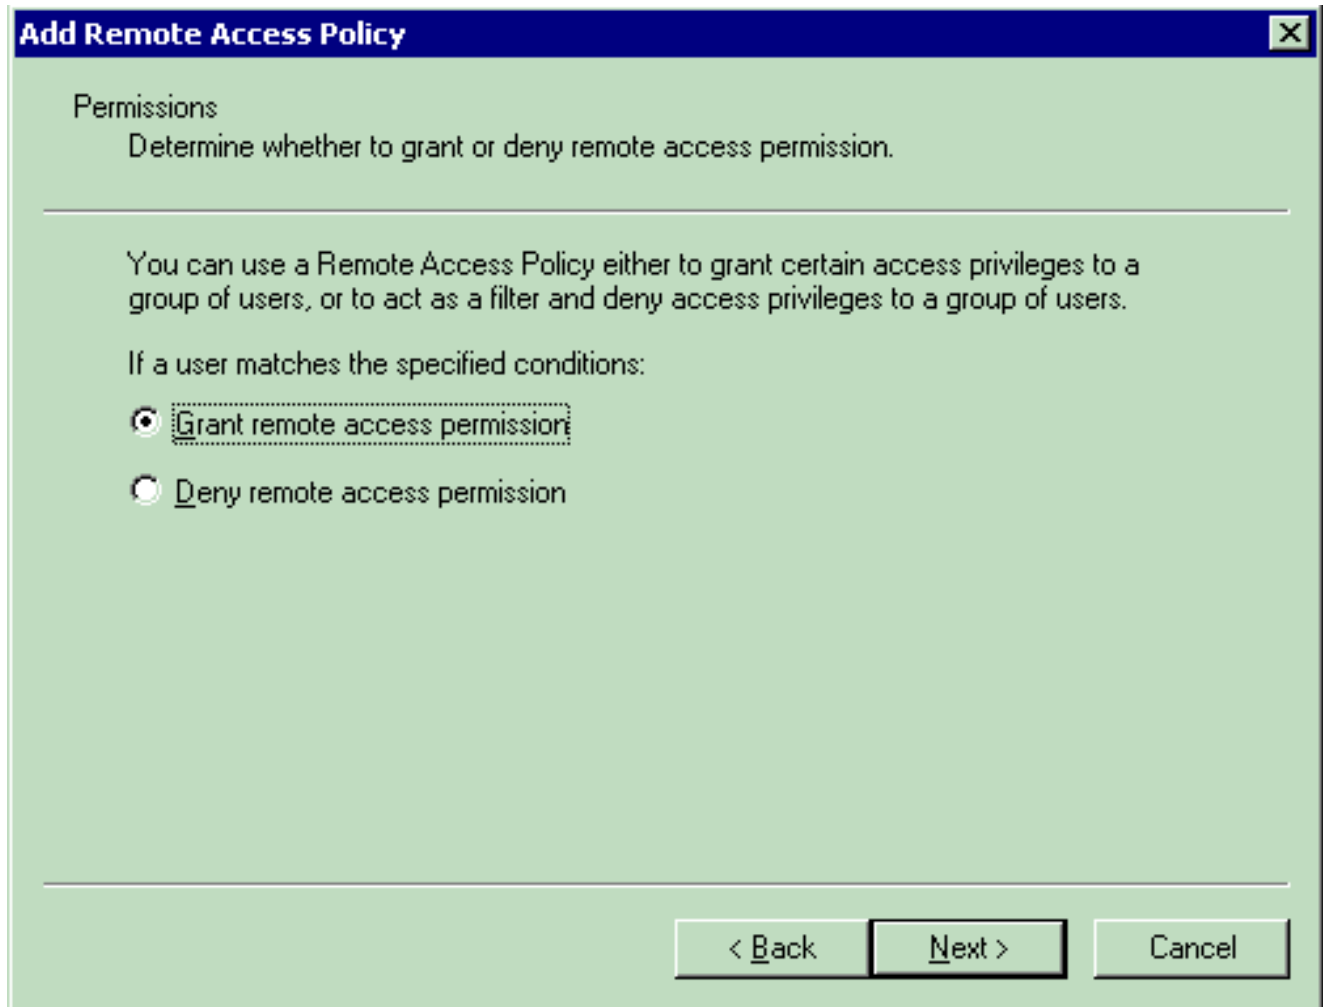 Add Remote Access Policy
Permissions
Determine whether to grant or deny remote access permission.
You can use a Remote Access Policy either to grant certain access privileges to a
group of users, or to act as a filter and deny access privileges to a group of users.
If a user matches the specified conditions:
Grant remote access permission
Deny remote access permission
< Back
Next >
Cancel